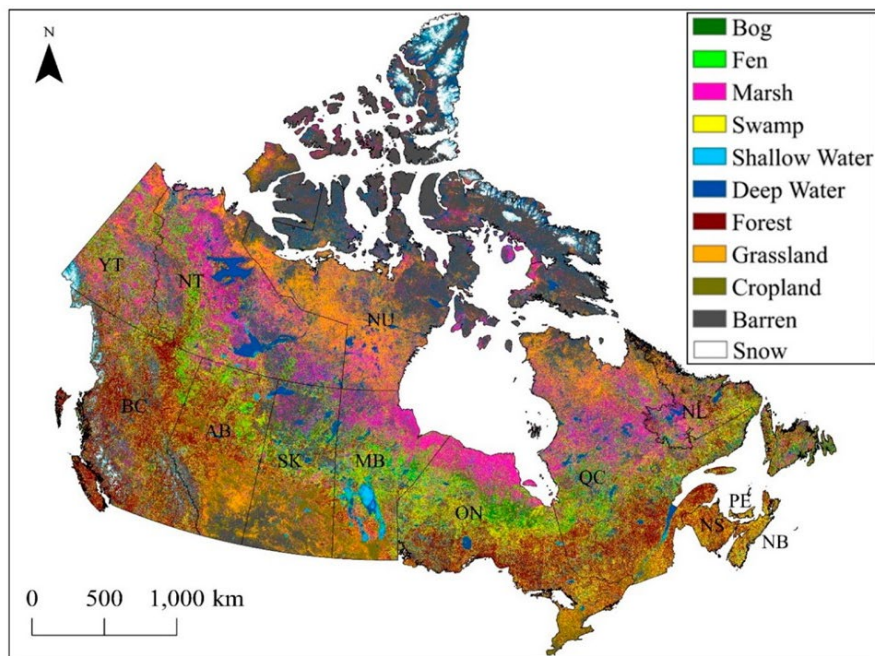 N
Bog
Fen
Marsh
Swamp
Shallow Water
Deep Water
Forest
Grassland
Cropland
Barren
Snow
YT
NT
NU
BC
AB
SK
MB
ON
QC
NL
PE
NS
NB
0 500 1,000 km